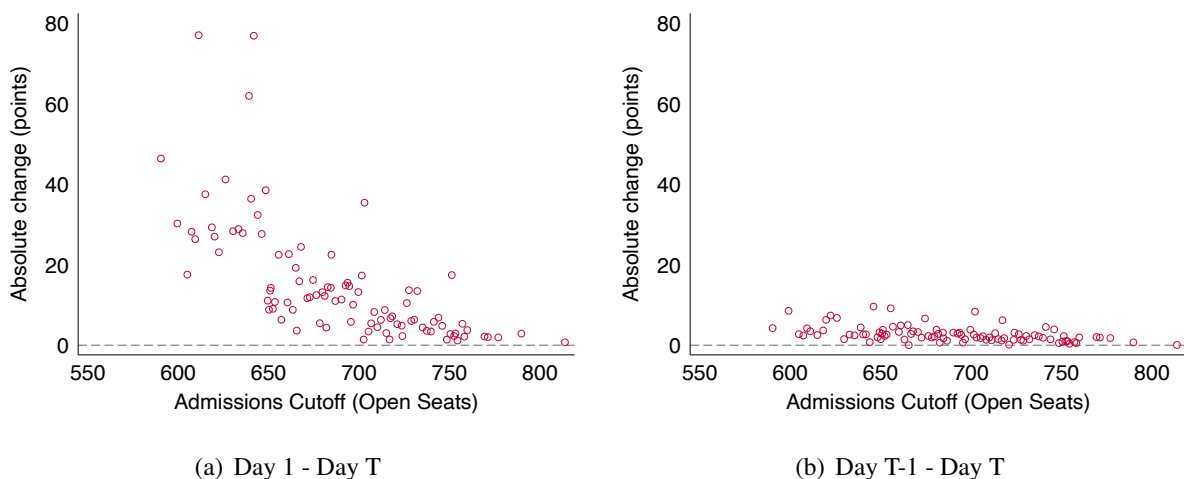 80
60
40
20
0
Absolute change (points)
550 600 650 700 750 800
Admissions Cutoff (Open Seats)
(a) Day 1 - Day T
80
60
40
20
0
Absolute change (points)
550 600 650 700 750 800
Admissions Cutoff (Open Seats)
(b) Day T-1 - Day T